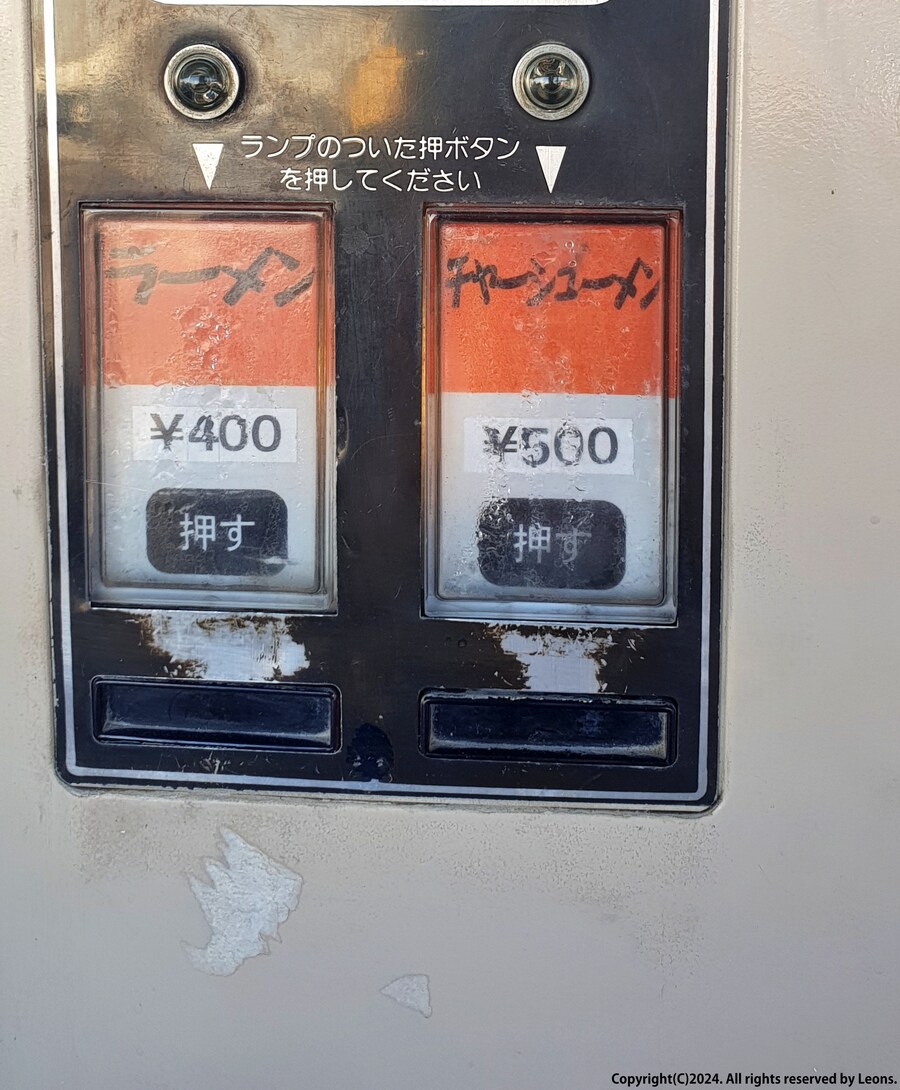 ランプのついた押ボタン
を押してください
ラーメン
チャーシューメン
¥400
¥500
押す
押す
Copyright(C)2024. All rights reserved by Leons.